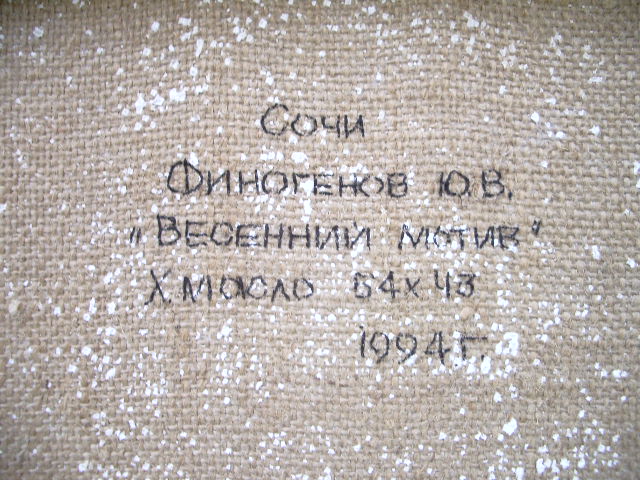 Сочи
Финогенов Ю.В.
„Весенний мотив"
Х.масло 54х43
1994г.